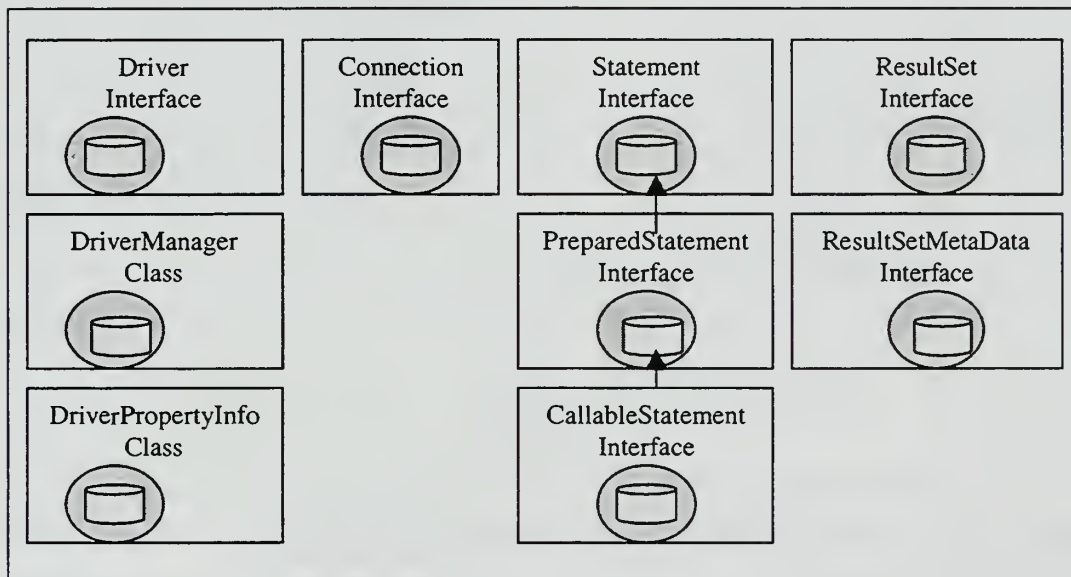 Driver
Interface
Connection
Interface
Statement
Interface
ResultSet
Interface
DriverManager
Class
PreparedStatement
Interface
ResultSetMetaData
Interface
DriverPropertyInfo
Class
CallableStatement
Interface